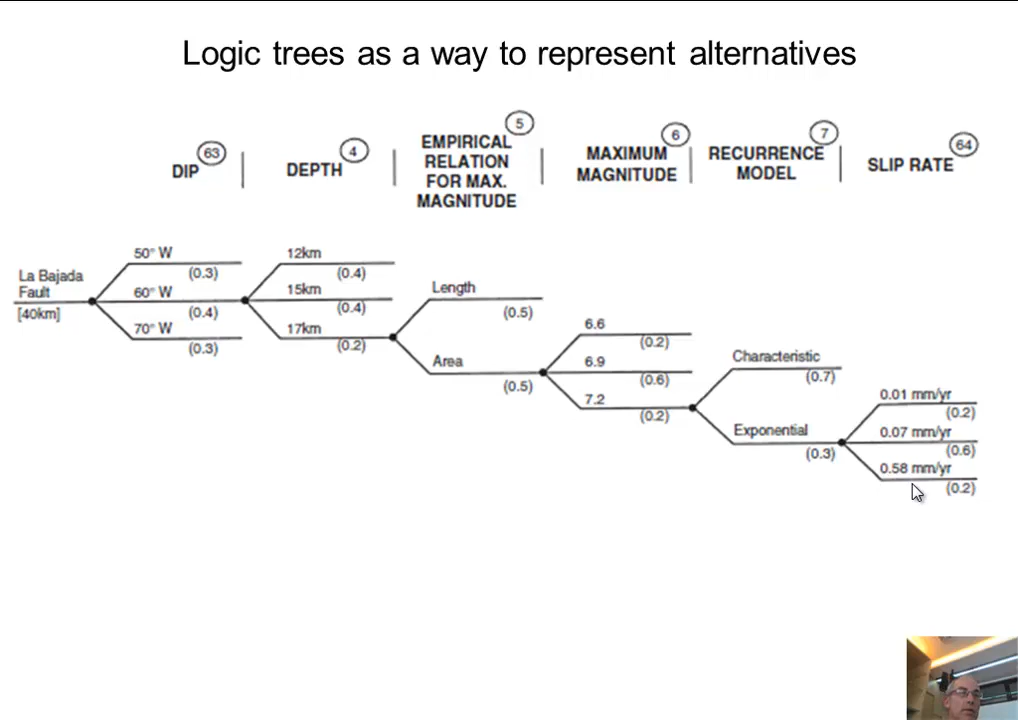 Logic trees as a way to represent alternatives
DIP 63
DEPTH 4
EMPIRICAL 5
RELATION
FOR MAX.
MAGNITUDE
MAXIMUM 6
MAGNITUDE
RECURRENCE 7
MODEL
SLIP RATE 64
La Bajada
Fault
[40km]
50° W
(0.3)
60° W
(0.4)
70° W
(0.3)
12km
(0.4)
15km
(0.4)
17km
(0.2)
Length
(0.5)
Area
(0.5)
6.6
(0.2)
6.9
(0.6)
7.2
(0.2)
Characteristic
(0.7)
Exponential
(0.3)
0.01 mm/yr
(0.2)
0.07 mm/yr
(0.6)
0.58 mm/yr
(0.2)